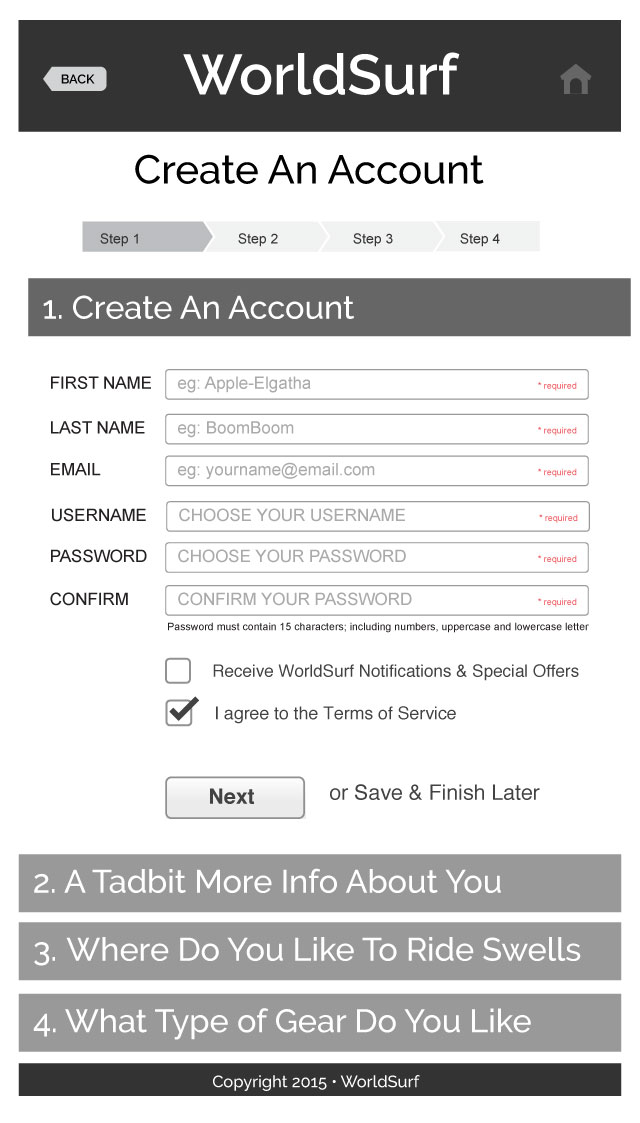 BACK
WorldSurf
Create An Account
Step 1 Step 2 Step 3 Step 4
1. Create An Account
FIRST NAME eg: Apple-Elgatha * required
LAST NAME eg: BoomBoom * required
EMAIL eg: yourname@email.com * required
USERNAME CHOOSE YOUR USERNAME * required
PASSWORD CHOOSE YOUR PASSWORD * required
CONFIRM CONFIRM YOUR PASSWORD * required
Password must contain 15 characters; including numbers, uppercase and lowercase letter
Receive WorldSurf Notifications & Special Offers
I agree to the Terms of Service
Next or Save & Finish Later
2. A Tadbit More Info About You
3. Where Do You Like To Ride Swells
4. What Type of Gear Do You Like
Copyright 2015 • WorldSurf